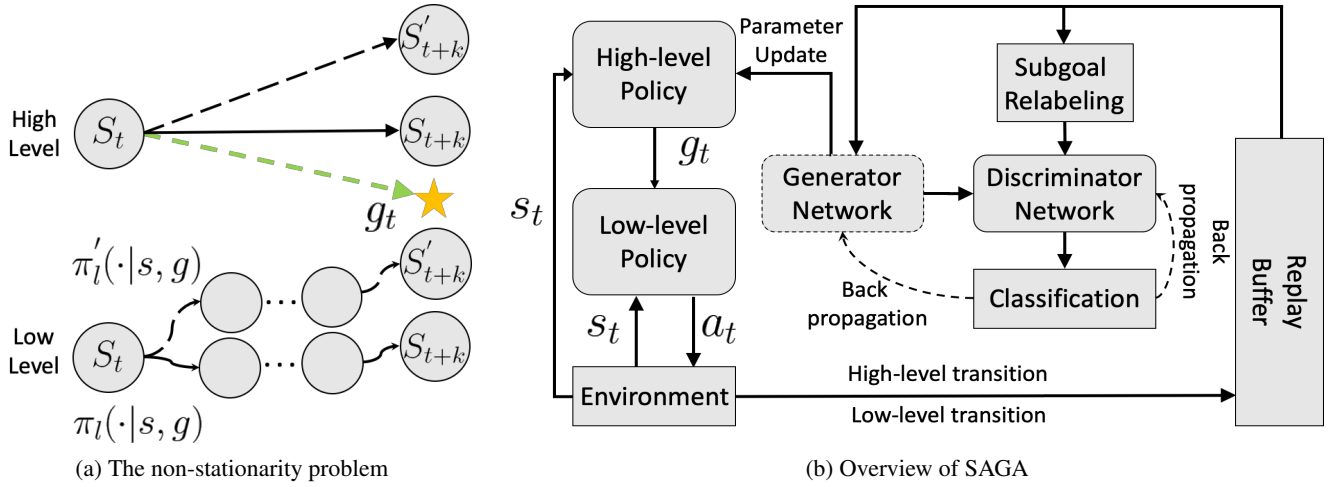 S'_{t+k}
High
Level
S_t
S_{t+k}
g_t
π'_l(·|s, g)
S'_{t+k}
···
Low
Level
S_t
···
S_{t+k}
π_l(·|s, g)
(a) The non-stationarity problem
High-level
Policy
Parameter
Update
Subgoal
Relabeling
g_t
Generator
Network
Discriminator
Network
Back
propagation
s_t
Low-level
Policy
Back
propagation
Classification
Replay
Buffer
s_t
a_t
Environment
High-level transition
Low-level transition
(b) Overview of SAGA